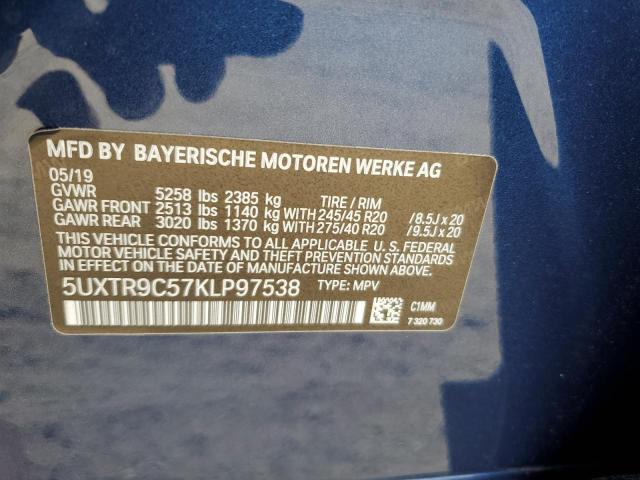 MFD BY BAYERISCHE MOTOREN WERKE AG
05/19
GVWR 5258 lbs 2385 kg TIRE / RIM
GAWR FRONT 2513 lbs 1140 kg WITH 245/45 R20 /8.5J x 20
GAWR REAR 3020 lbs 1370 kg WITH 275/40 R20 /9.5J x 20
THIS VEHICLE CONFORMS TO ALL APPLICABLE U. S. FEDERAL
MOTOR VEHICLE SAFETY AND THEFT PREVENTION STANDARDS
IN EFFECT ON THE DATE OF MANUFACTURE SHOWN ABOVE.
5UXTR9C57KLP97538 TYPE: MPV
C1MM
7 320 730